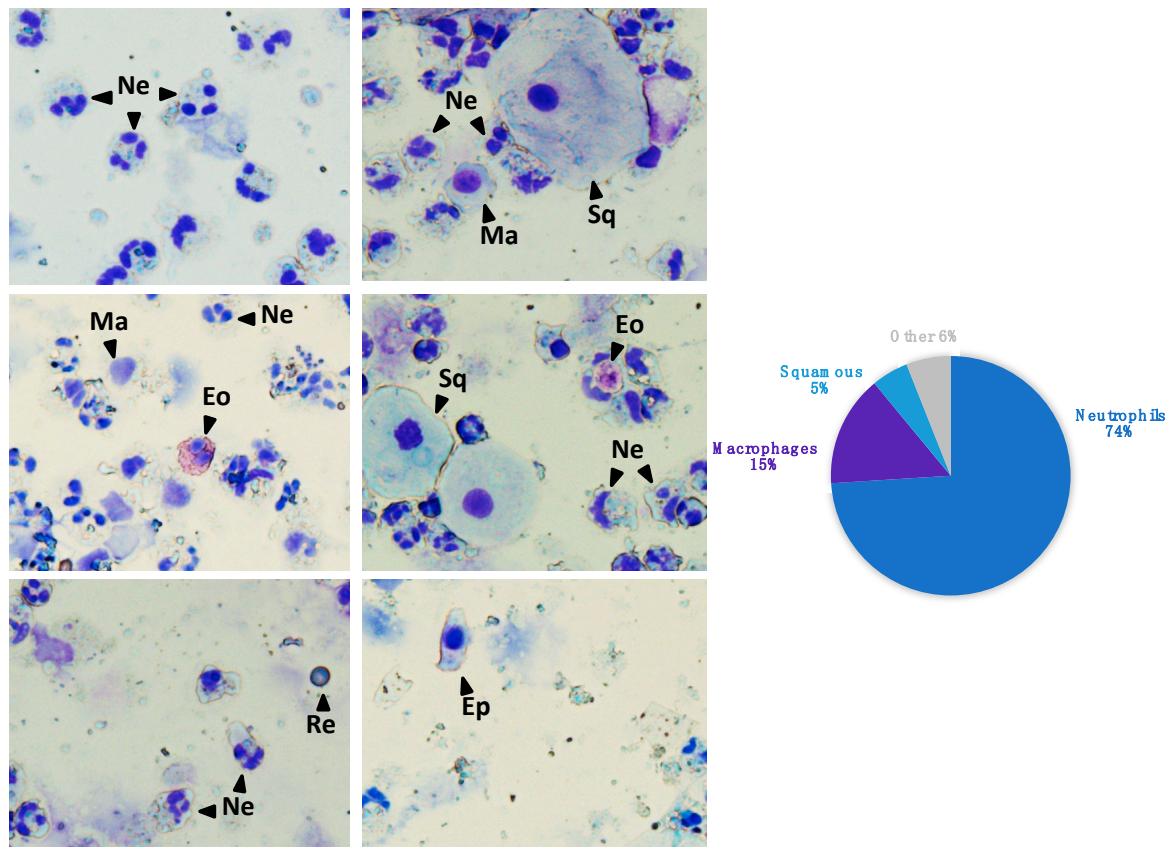 Ne
Ne
Ma
Sq
Ma
Ne
Eo
Eo
Sq
Ne
Re
Ne
Ep
Other 6%
Squamous
5%
Neutrophils
74%
Macrophages
15%